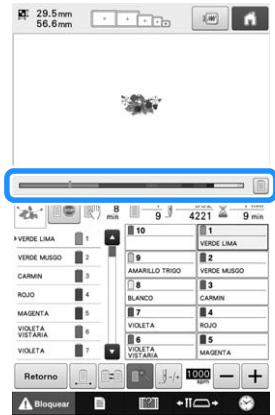 29.5mm
56.6mm
8
min
9
4221
9 min
VERDE LIMA 1
VERDE MUSGO 2
CARMIN 3
ROJO 4
MAGENTA 5
VIOLETA
VISTARIA 6
VIOLETA 7
10
9
AMARILLO TRIGO
8
BLANCO
7
VIOLETA
6
VIOLETA
VISTARIA
1
VERDE LIMA
2
VERDE MUSGO
3
CARMIN
4
ROJO
5
MAGENTA
Retorno
1000
spm
Bloquear